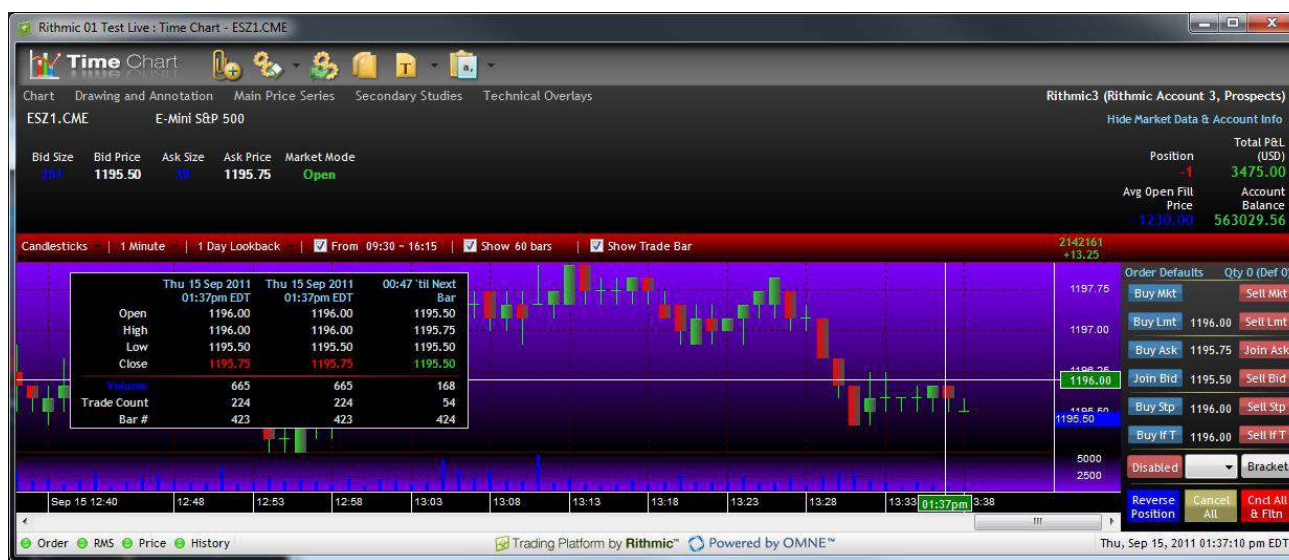 Rithmic 01 Test Live : Time Chart - ESZ1.CME
Time Chart
Chart Drawing and Annotation Main Price Series Secondary Studies Technical Overlays Rithmic3 (Rithmic Account 3, Prospects)
ESZ1.CME E-Mini S&P 500 Hide Market Data & Account Info
Bid Size Bid Price Ask Size Ask Price Market Mode
291 1195.50 39 1195.75 Open
Position Total P&L (USD)
-1 3475.00
Avg Open Fill Price Account Balance
1230.00 563029.56
Candlesticks | 1 Minute | 1 Day Lookback | From 09:30 ~ 16:15 | Show 60 bars | Show Trade Bar
2142161
+13.25
Thu 15 Sep 2011 Thu 15 Sep 2011 00:47 'til Next
01:37pm EDT 01:37pm EDT Bar
Open 1196.00 1196.00 1195.50
High 1196.00 1196.00 1195.75
Low 1195.50 1195.50 1195.50
Close 1195.75 1195.75 1195.50
Volume 665 665 168
Trade Count 224 224 54
Bar # 423 423 424
1197.75
1197.00
1196.25
1196.00
1195.50
5000
2500
Order Defaults Qty 0 (Def 0)
Buy Mkt Sell Mkt
Buy Lmt 1196.00 Sell Lmt
Buy Ask 1195.75 Join Ask
Join Bid 1195.50 Sell Bid
Buy Stp 1196.00 Sell Stp
Buy If T 1196.00 Sell If T
Disabled Bracket
Reverse Position Cancel All Cncl All & Fltn
Sep 15 12:40 12:48 12:53 12:58 13:03 13:08 13:13 13:18 13:23 13:28 13:33 01:37pm 3:38
Order RMS Price History Trading Platform by Rithmic™ Powered by OMNE™ Thu, Sep 15, 2011 01:37:10 pm EDT